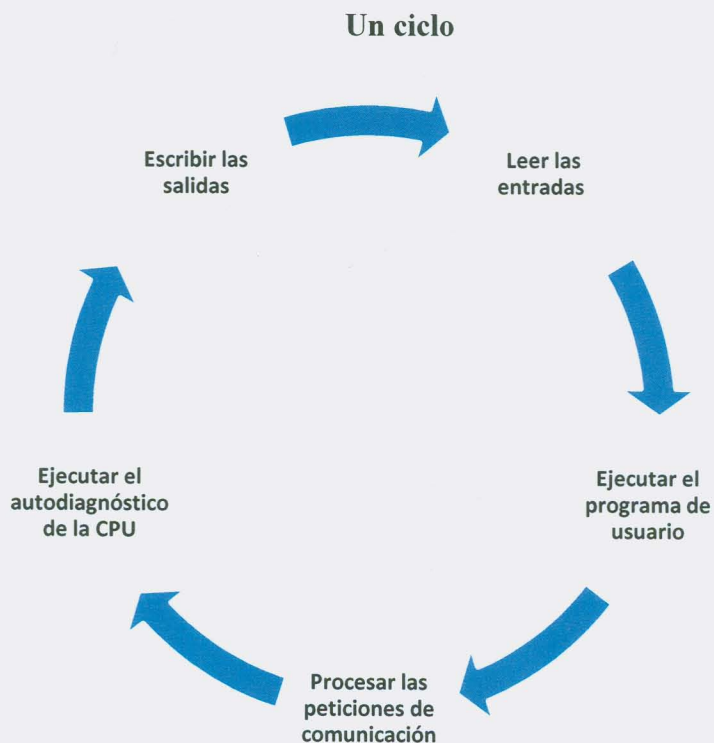 Un ciclo
Leer las
entradas
Ejecutar el
programa de
usuario
Procesar las
peticiones de
comunicación
Ejecutar el
autodiagnóstico
de la CPU
Escribir las
salidas